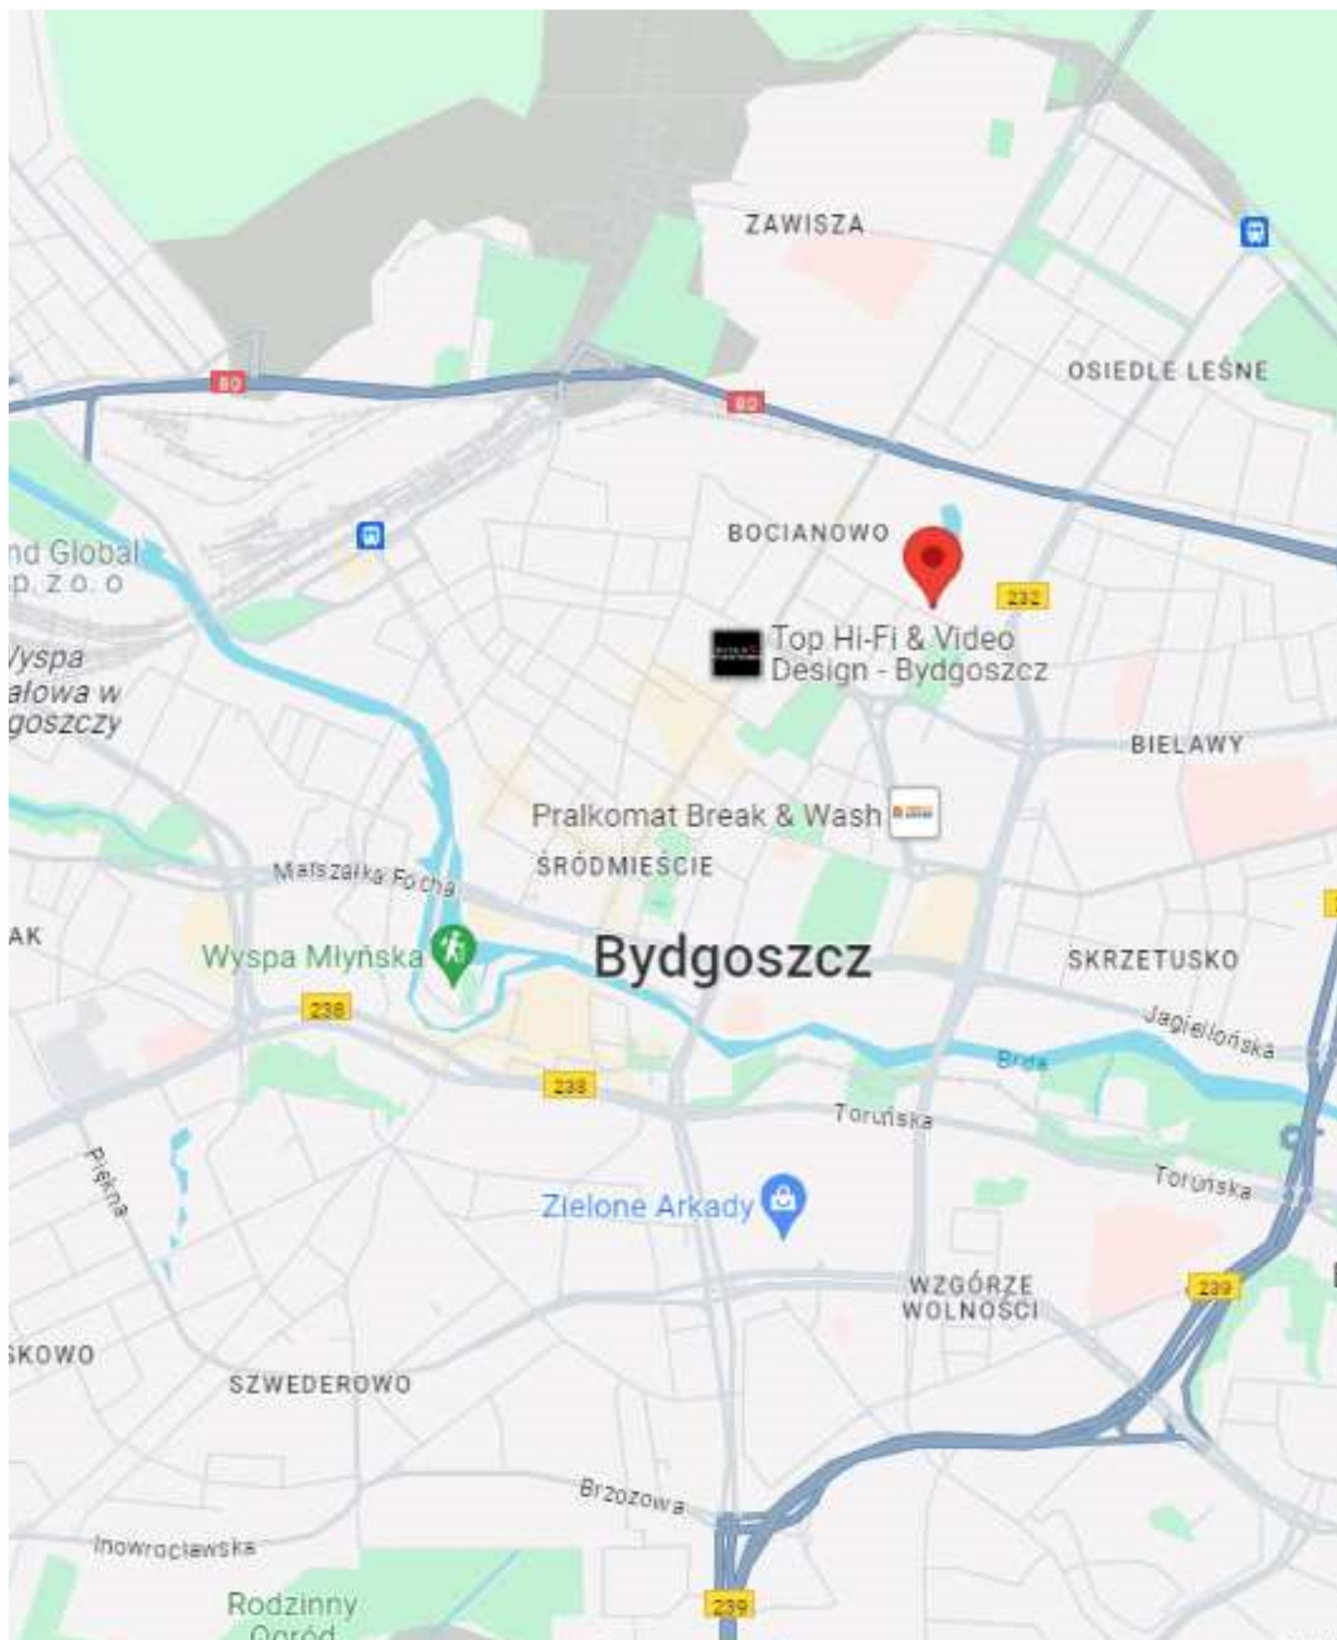 ZAWISZA
OSIEDLE LEŚNE
80
80
BOCIANOWO
nd Global
p. z o. o
232
Top Hi-Fi & Video
Design - Bydgoszcz
yspa
ałowa w
goszczy
BIELAWY
Pralkomat Break & Wash
ŚRÓDMIEŚCIE
Marszałka Focha
AK
Wyspa Młyńska
Bydgoszcz
SKRZETUSKO
238
Jagiellońska
Brda
233
Toruńska
Piękna
Toruńska
Zielone Arkady
WZGÓRZE
WOLNOŚCI
239
SKOWO
SZWEDEROWO
Brzozowa
Inowrocławska
239
Rodzinny
Ogród